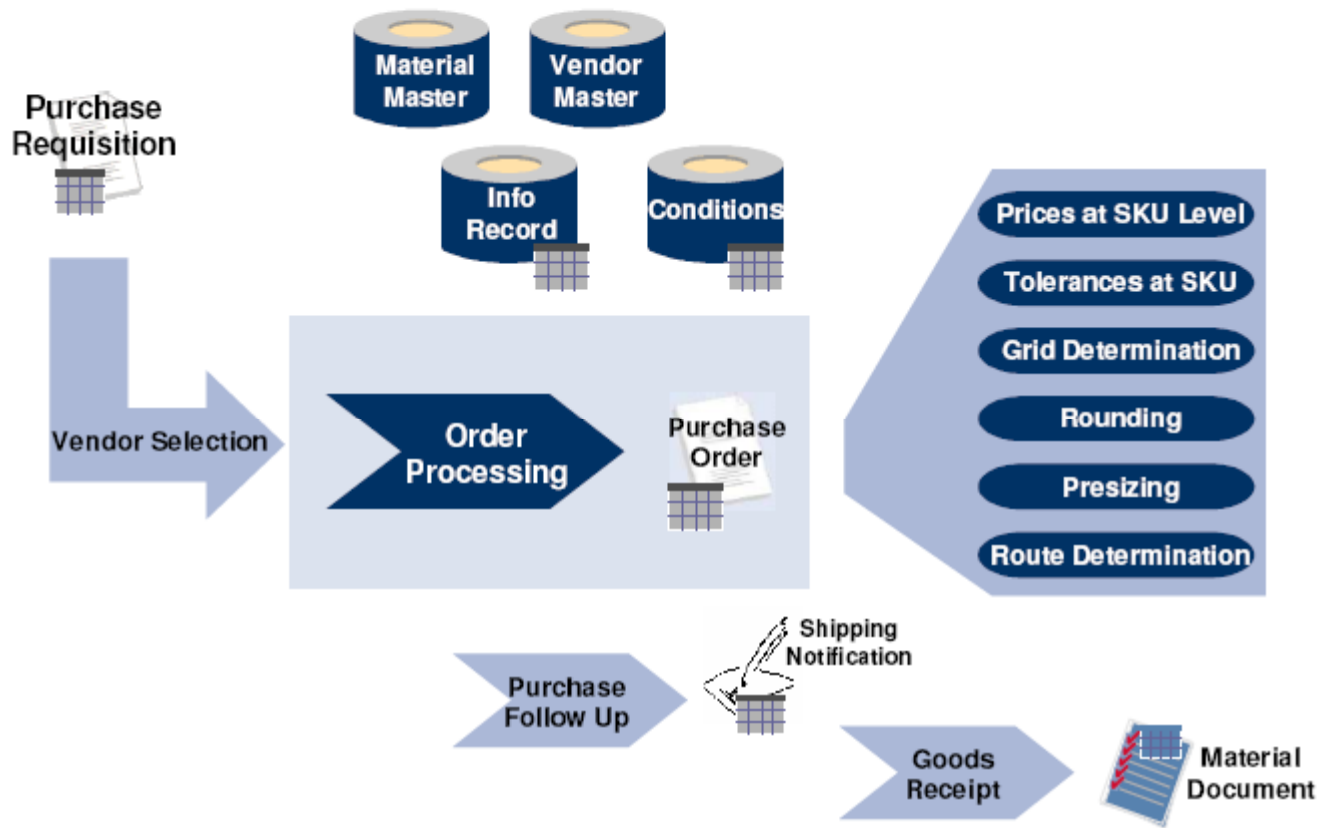 Material
Master
Vendor
Master
Purchase
Requisition
Info
Record
Conditions
Prices at SKU Level
Tolerances at SKU
Grid Determination
Rounding
Presizing
Route Determination
Vendor Selection
Order
Processing
Purchase
Order
Shipping
Notification
Purchase
Follow Up
Goods
Receipt
Material
Document